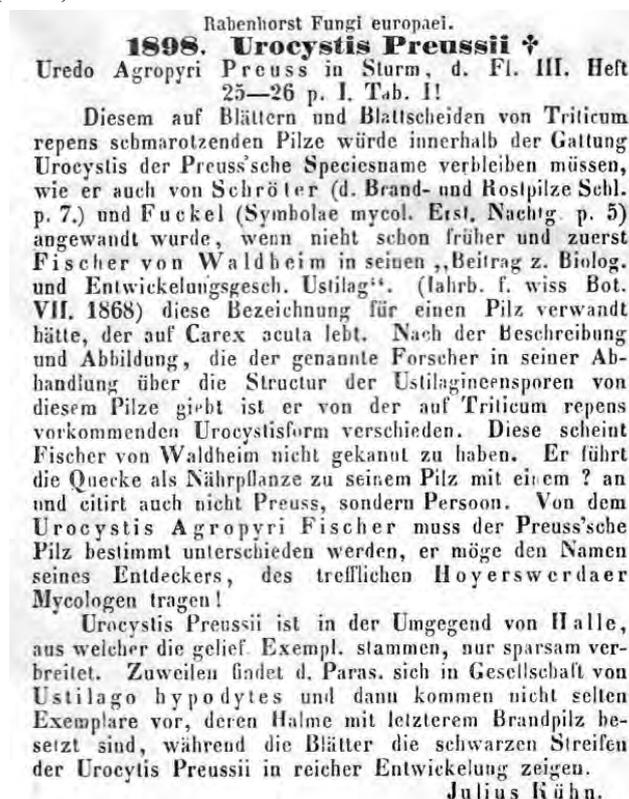 Rabenhorst Fungi europaei.
1898. Urocystis Preussii †
Uredo Agropyri Preuss in Sturm, d. Fl. III. Heft
25—26 p. I. Tab. I!
Diesem auf Blättern und Blattscheiden von Triticum
repens schmarotzenden Pilze würde innerhalb der Gattung
Urocystis der Preuss'sche Speciesname verbleiben müssen,
wie er auch von Schröter (d. Brand- und Rostpilze Schl.
p. 7.) und Fuckel (Symbolae mycol. Erst. Nachtg. p. 5)
angewandt wurde, wenn nicht schon früher und zuerst
Fischer von Waldheim in seinen „Beitrag z. Biolog.
und Entwickelungsgesch. Ustilag“. (Jahrb. f. wiss Bot.
VII. 1868) diese Bezeichnung für einen Pilz verwandt
hätte, der auf Carex acuta lebt. Nach der Beschreibung
und Abbildung, die der genannte Forscher in seiner Ab-
handlung über die Structur der Ustilagineensporen von
diesem Pilze giebt ist er von der auf Triticum repens
vorkommenden Urocystisform verschieden. Diese scheint
Fischer von Waldheim nicht gekannt zu haben. Er führt
die Quecke als Nährpflanze zu seinem Pilz mit einem ? an
und citirt auch nicht Preuss, sondern Persoon. Von dem
Urocystis Agropyri Fischer muss der Preuss'sche
Pilz bestimmt unterschieden werden, er möge den Namen
seines Entdeckers, des trefflichen Hoyerswerdaer
Mycologen tragen!
Urocystis Preussii ist in der Umgegend von Halle,
aus welcher die gelief. Exempl. stammen, nur sparsam ver-
breitet. Zuweilen findet d. Paras. sich in Gesellschaft von
Ustilago hypodytes und dann kommen nicht selten
Exemplare vor, deren Halme mit letzterem Brandpilz be-
setzt sind, während die Blätter die schwarzen Streifen
der Urocytis Preussii in reicher Entwickelung zeigen.
Julius Kühn.